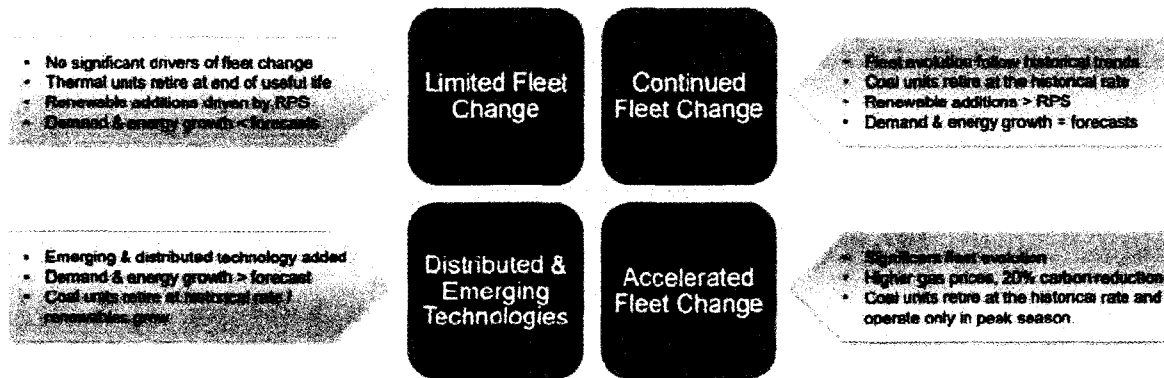 • No significant drivers of fleet change
• Thermal units retire at end of useful life
• Renewable additions driven by RPS
• Demand & energy growth < forecasts
Limited Fleet
Change
Continued
Fleet Change
• Fleet evolution follow historical trends
• Coal units retire at the historical rate
• Renewable additions > RPS
• Demand & energy growth = forecasts
• Emerging & distributed technology added
• Demand & energy growth > forecast
• Coal units retire at historical rate /
renewables grow
Distributed &
Emerging
Technologies
Accelerated
Fleet Change
• Significant fleet evolution
• Higher gas prices, 20% carbon reduction
• Coal units retire at the historical rate and
operate only in peak season.